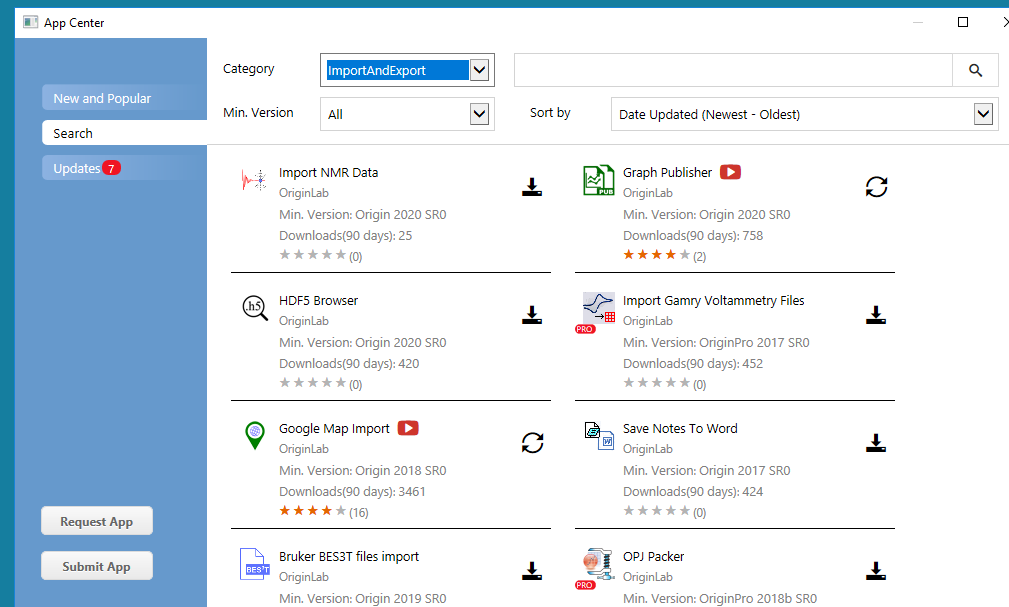 App Center
New and Popular
Search
Updates 7
Request App
Submit App
Category
ImportAndExport
Min. Version
All
Sort by
Date Updated (Newest - Oldest)
Import NMR Data
OriginLab
Min. Version: Origin 2020 SR0
Downloads(90 days): 25
(0)
Graph Publisher
OriginLab
Min. Version: Origin 2020 SR0
Downloads(90 days): 758
(2)
PUB
.h5
HDF5 Browser
OriginLab
Min. Version: Origin 2020 SR0
Downloads(90 days): 420
(0)
PRO
Import Gamry Voltammetry Files
OriginLab
Min. Version: OriginPro 2017 SR0
Downloads(90 days): 452
(0)
Google Map Import
OriginLab
Min. Version: Origin 2018 SR0
Downloads(90 days): 3461
(16)
W
Save Notes To Word
OriginLab
Min. Version: Origin 2017 SR0
Downloads(90 days): 424
(0)
BES3T
Bruker BES3T files import
OriginLab
Min. Version: Origin 2019 SR0
PRO
OPJ Packer
OriginLab
Min. Version: OriginPro 2018b SR0